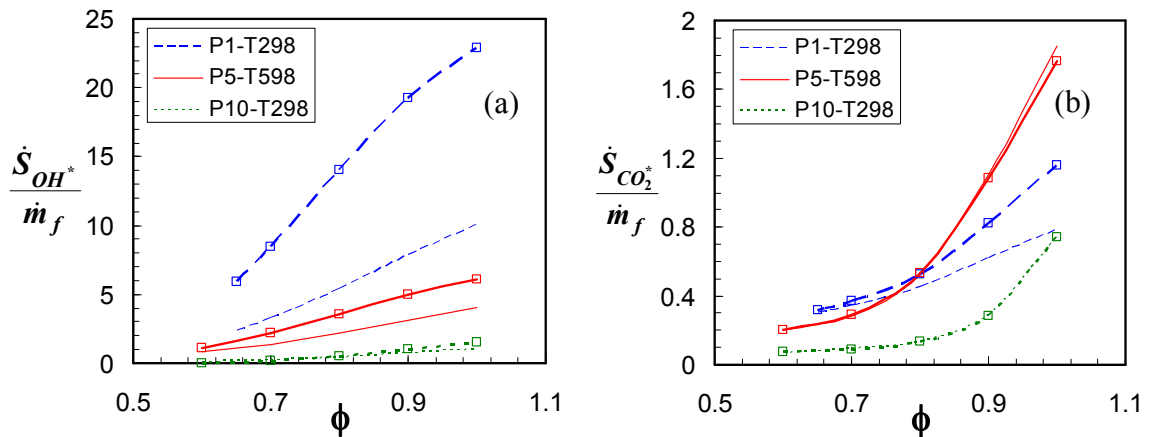 25
20
15
10
5
0
P1-T298
P5-T598
P10-T298
(a)
Ṡ_OH*
ṁ_f
0.5 0.7 0.9 1.1
ϕ
2
1.6
1.2
0.8
0.4
0
P1-T298
P5-T598
P10-T298
(b)
Ṡ_CO₂*
ṁ_f
0.5 0.7 0.9 1.1
ϕ